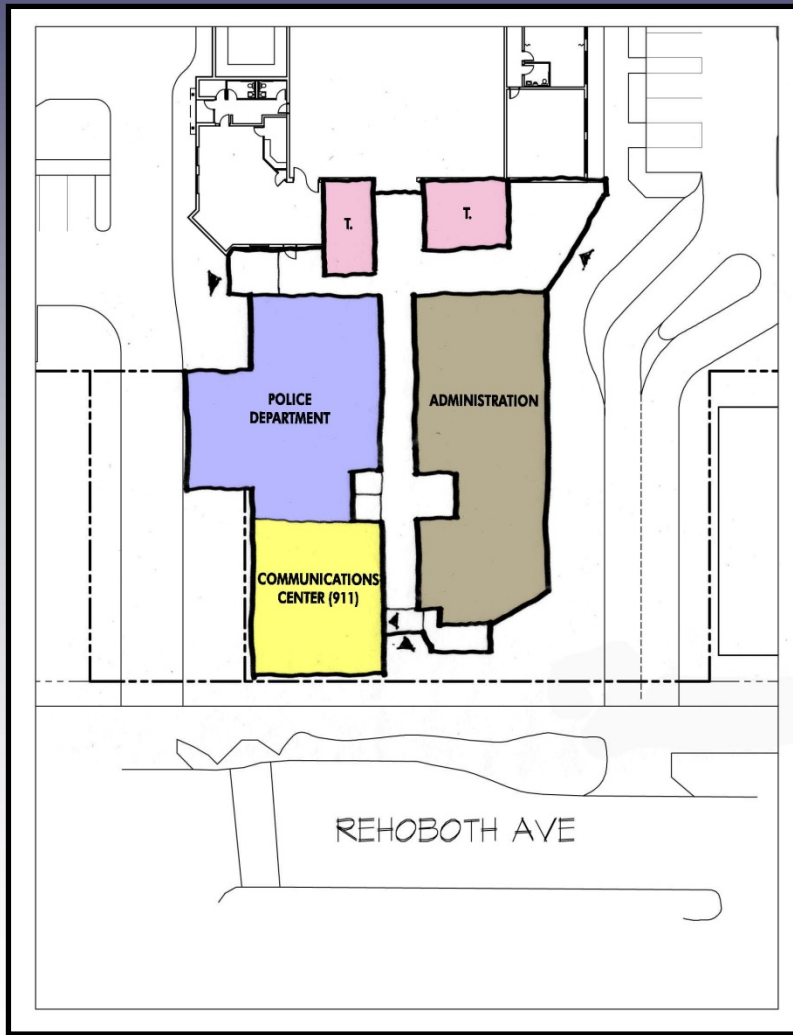 T.
T.
POLICE
DEPARTMENT
ADMINISTRATION
COMMUNICATIONS
CENTER (911)
REHOBOTH AVE